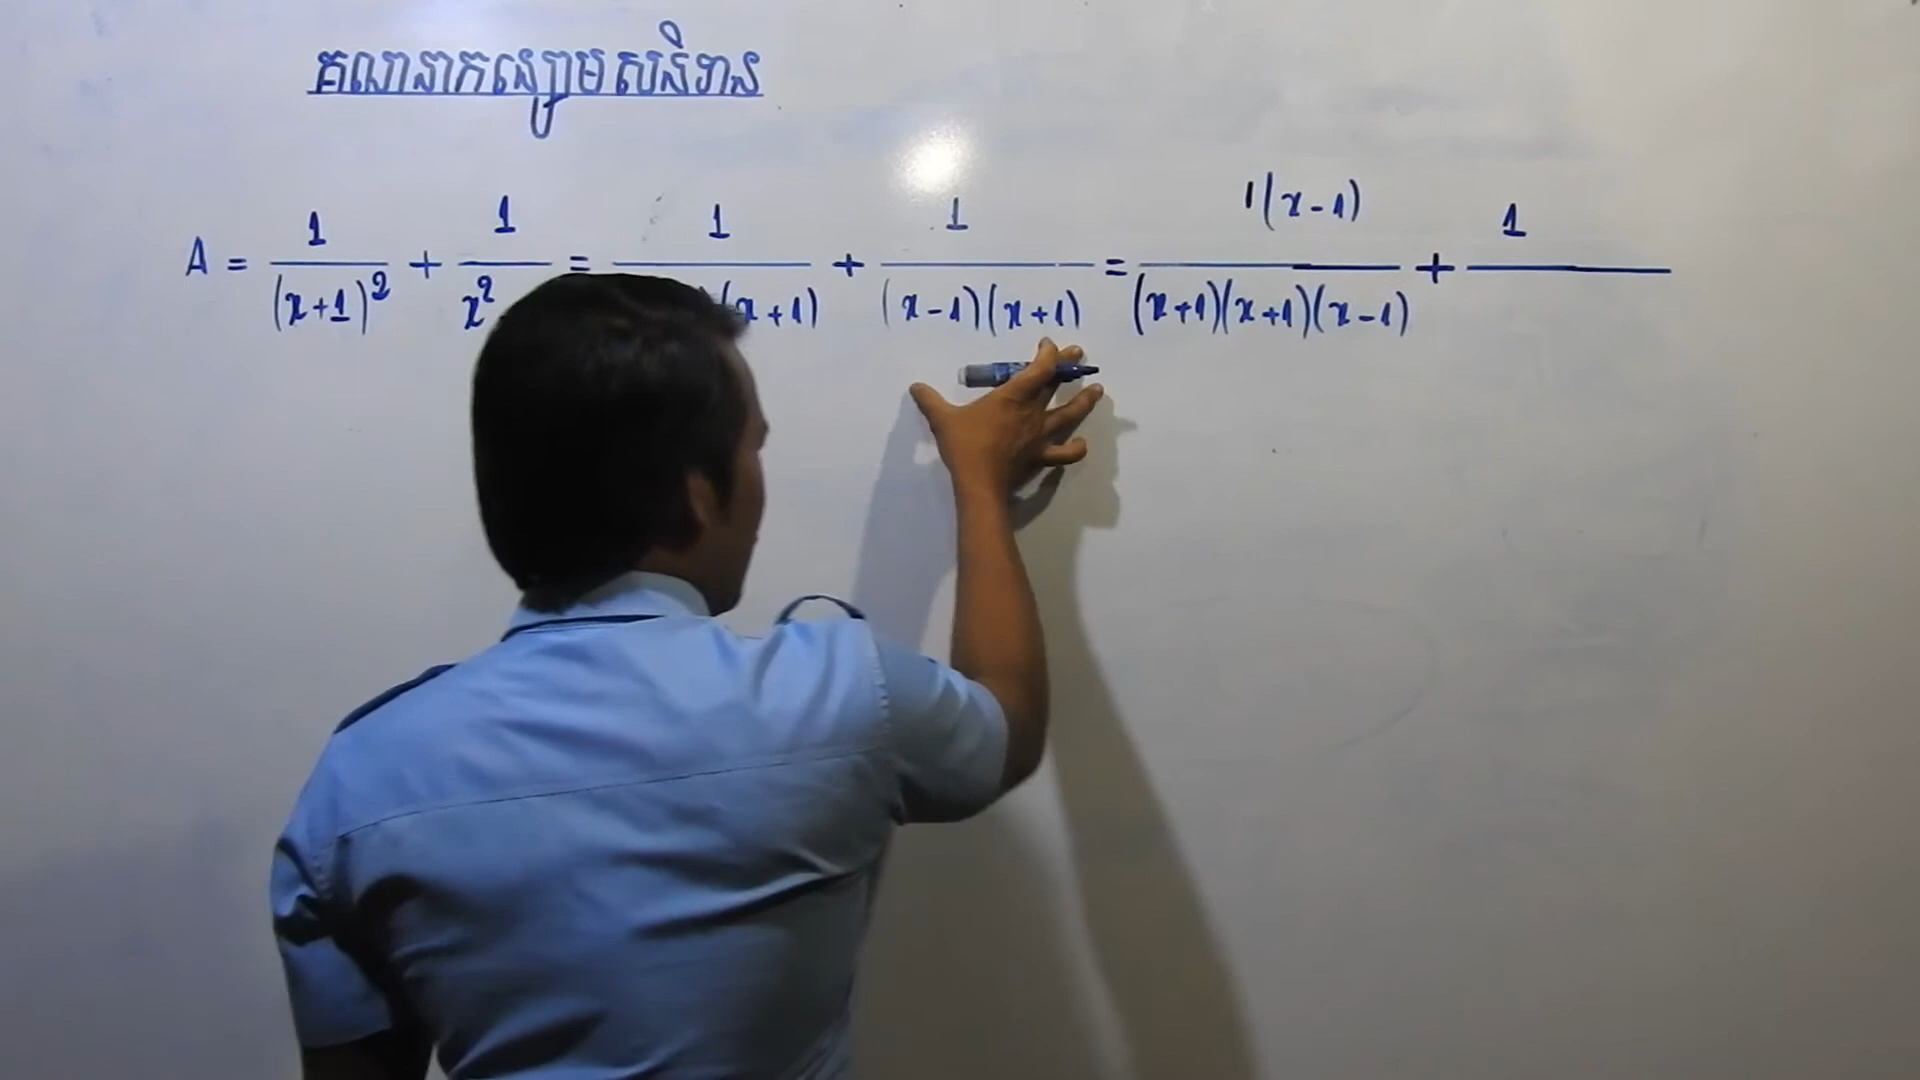 គណនាកន្សោមសនិទាន
A = 1/(x+1)² + 1/x² = 1/(x+1) + 1/(x-1)(x+1) = 1(x-1)/(x+1)(x+1)(x-1) + 1/